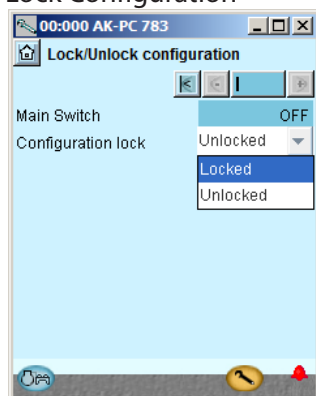 Lock Configuration
00:000 AK-PC 783
Lock/Unlock configuration
Main Switch OFF
Configuration lock Unlocked
Locked
Unlocked